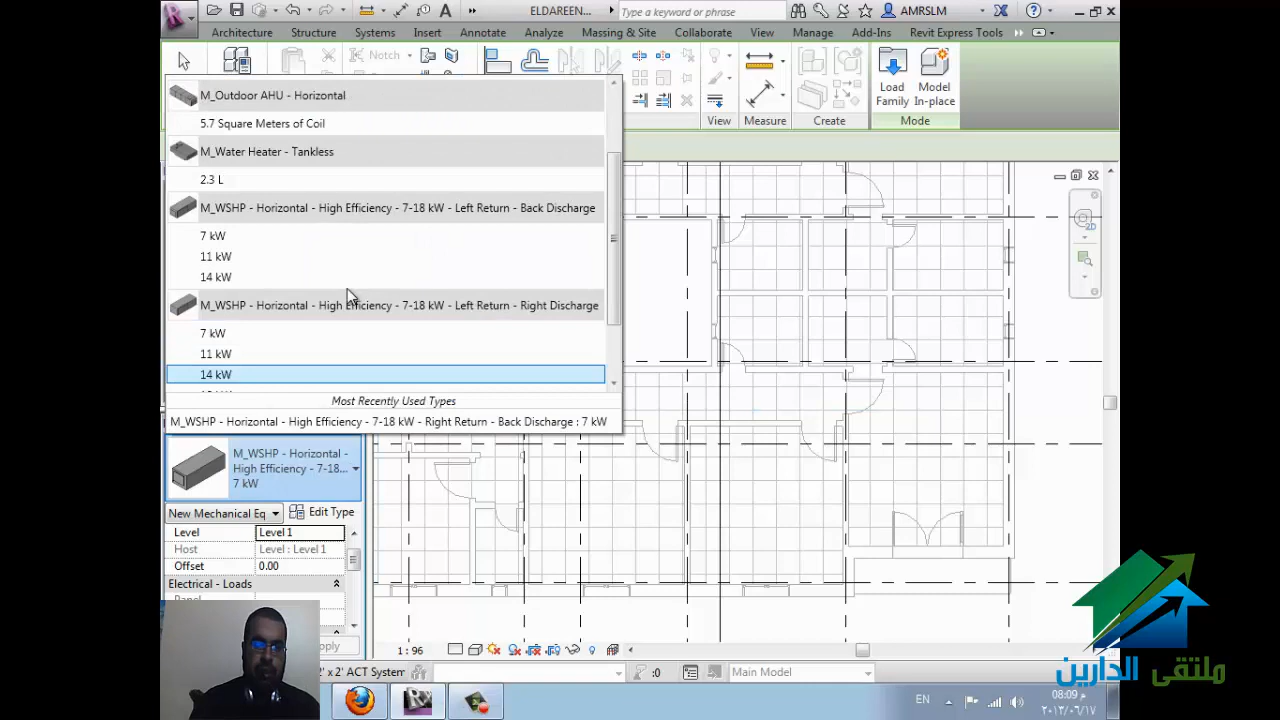 ELDAREEN...
Type a keyword or phrase
AMRSLM
Architecture Structure Systems Insert Annotate Analyze Massing & Site Collaborate View Manage Add-Ins Revit Express Tools
Notch
Load Family
Model In-place
View Measure Create Mode
M_Outdoor AHU - Horizontal
5.7 Square Meters of Coil
M_Water Heater - Tankless
2.3 L
M_WSHP - Horizontal - High Efficiency - 7-18 kW - Left Return - Back Discharge
7 kW
11 kW
14 kW
M_WSHP - Horizontal - High Efficiency - 7-18 kW - Left Return - Right Discharge
7 kW
11 kW
14 kW
Most Recently Used Types
M_WSHP - Horizontal - High Efficiency - 7-18 kW - Right Return - Back Discharge : 7 kW
M_WSHP - Horizontal -
High Efficiency - 7-18...
7 kW
New Mechanical Eq Edit Type
Level Level 1
Host Level : Level 1
Offset 0.00
Electrical - Loads
1 : 96
2' x 2' ACT System
:0
Main Model
EN
08:09 م
٢٠١٣/٠٦/١٧
ملتقى الدارين